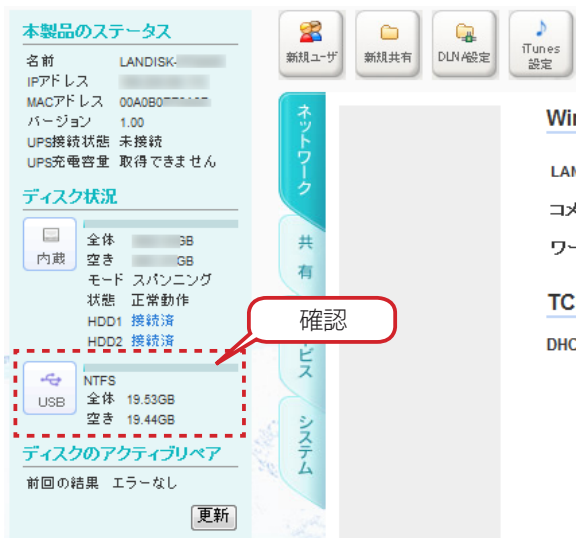 本製品のステータス
名前 LANDISK-
IPアドレス
MACアドレス 00A0B0
バージョン 1.00
UPS接続状態 未接続
UPS充電容量 取得できません
ディスク状況
内蔵
全体 GB
空き GB
モード スパンニング
状態 正常動作
HDD1 接続済
HDD2 接続済
USB
NTFS
全体 19.53GB
空き 19.44GB
ディスクのアクティブリペア
前回の結果 エラーなし
更新
新規ユーザ
新規共有
DLNA設定
iTunes
設定
ネットワーク
共有
ビス
システム
確認
Wi
LAN
コメ
ワー
TC
DHC